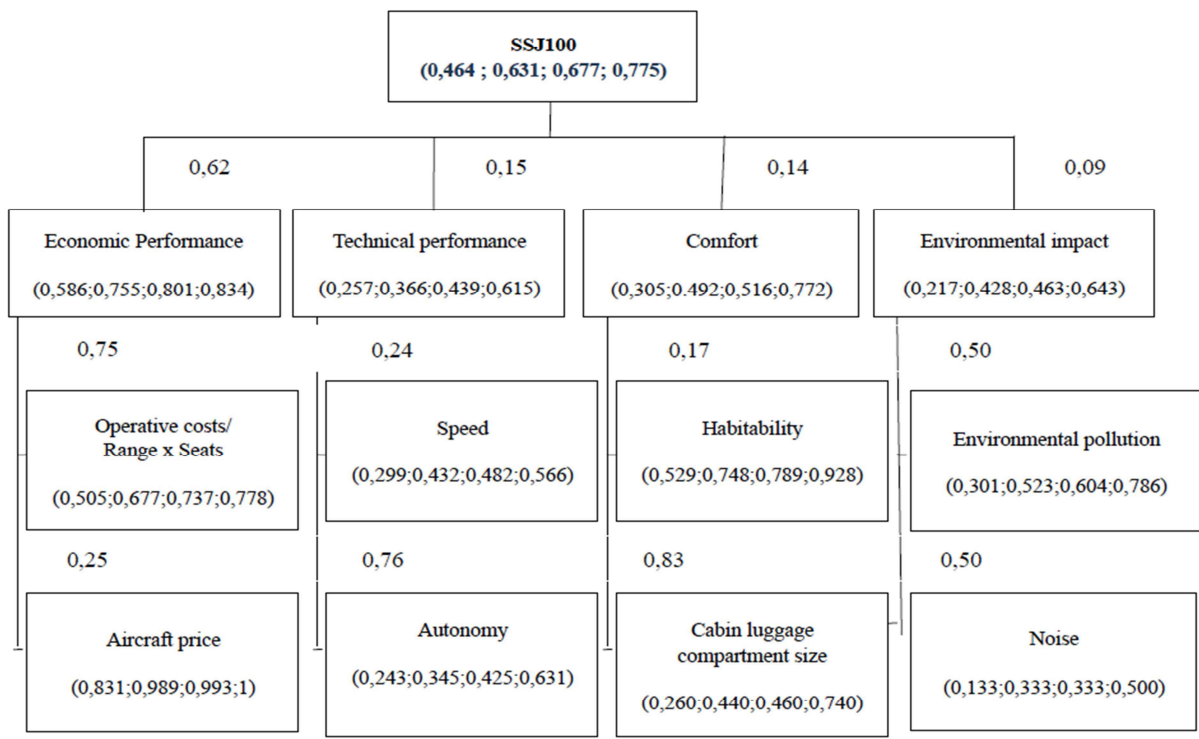 SSJ100
(0,464 ; 0,631; 0,677; 0,775)
0,62
0,15
0,14
0,09
Economic Performance
(0,586;0,755;0,801;0,834)
Technical performance
(0,257;0,366;0,439;0,615)
Comfort
(0,305;0.492;0,516;0,772)
Environmental impact
(0,217;0,428;0,463;0,643)
0,75
0,24
0,17
0,50
Operative costs/
Range x Seats
(0,505;0,677;0,737;0,778)
Speed
(0,299;0,432;0,482;0,566)
Habitability
(0,529;0,748;0,789;0,928)
Environmental pollution
(0,301;0,523;0,604;0,786)
0,25
0,76
0,83
0,50
Aircraft price
(0,831;0,989;0,993;1)
Autonomy
(0,243;0,345;0,425;0,631)
Cabin luggage
compartment size
(0,260;0,440;0,460;0,740)
Noise
(0,133;0,333;0,333;0,500)